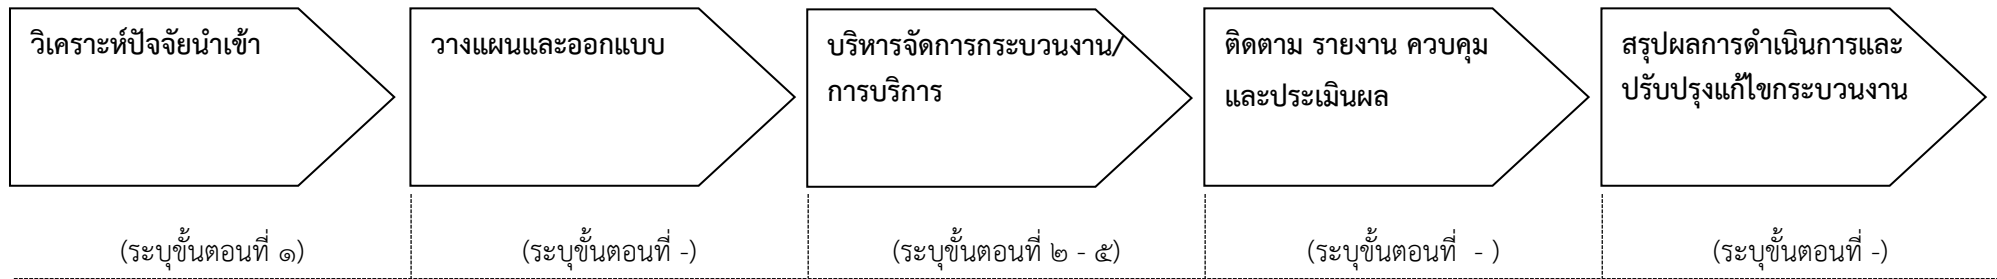 วิเคราะห์ปัจจัยนำเข้า
วางแผนและออกแบบ
บริหารจัดการกระบวนงาน/
การบริการ
ติดตาม รายงาน ควบคุม
และประเมินผล
สรุปผลการดำเนินการและ
ปรับปรุงแก้ไขกระบวนงาน
(ระบุขั้นตอนที่ ๑)
(ระบุขั้นตอนที่ -)
(ระบุขั้นตอนที่ ๒ - ๕)
(ระบุขั้นตอนที่ - )
(ระบุขั้นตอนที่ -)